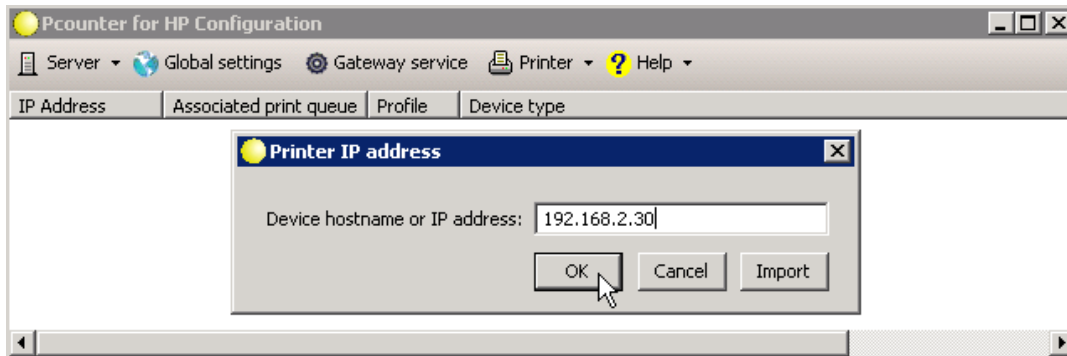 Pcounter for HP Configuration
Server Global settings Gateway service Printer ? Help
IP Address Associated print queue Profile Device type
Printer IP address
Device hostname or IP address: 192.168.2.30
OK Cancel Import